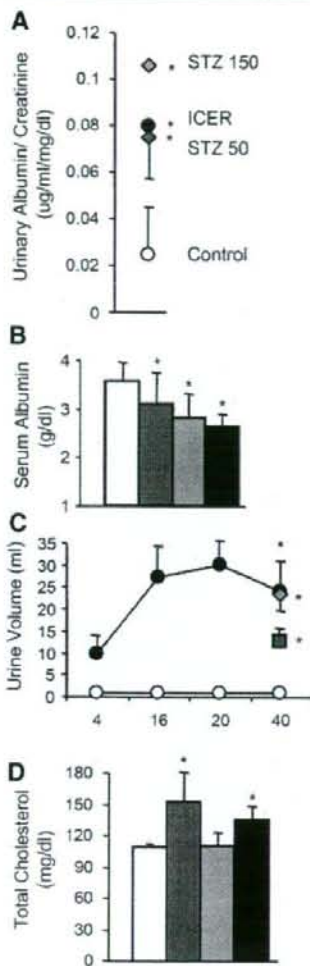 A
Urinary Albumin/ Creatinine
(ug/ml/mg/dl)
0.12
0.1
0.08
0.06
0.04
0.02
0
* STZ 150
* ICER
* STZ 50
Control
B
Serum Albumin
(g/dl)
4
3
2
1
* * *
C
Urine Volume (ml)
35
30
25
20
15
10
5
0
*
*
*
4 16 20 40
D
Total Cholesterol
(mg/dl)
180
150
120
90
60
30
0
* *